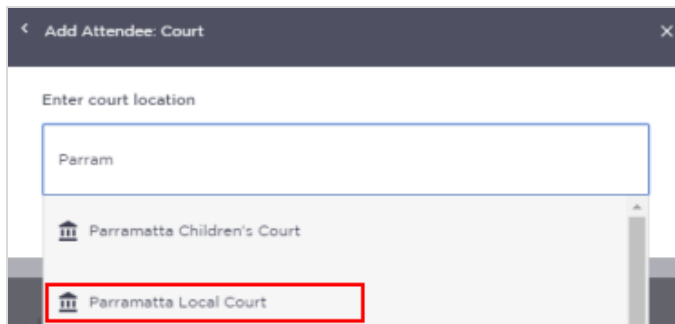 Add Attendee: Court
Enter court location
Parram
Parramatta Children's Court
Parramatta Local Court